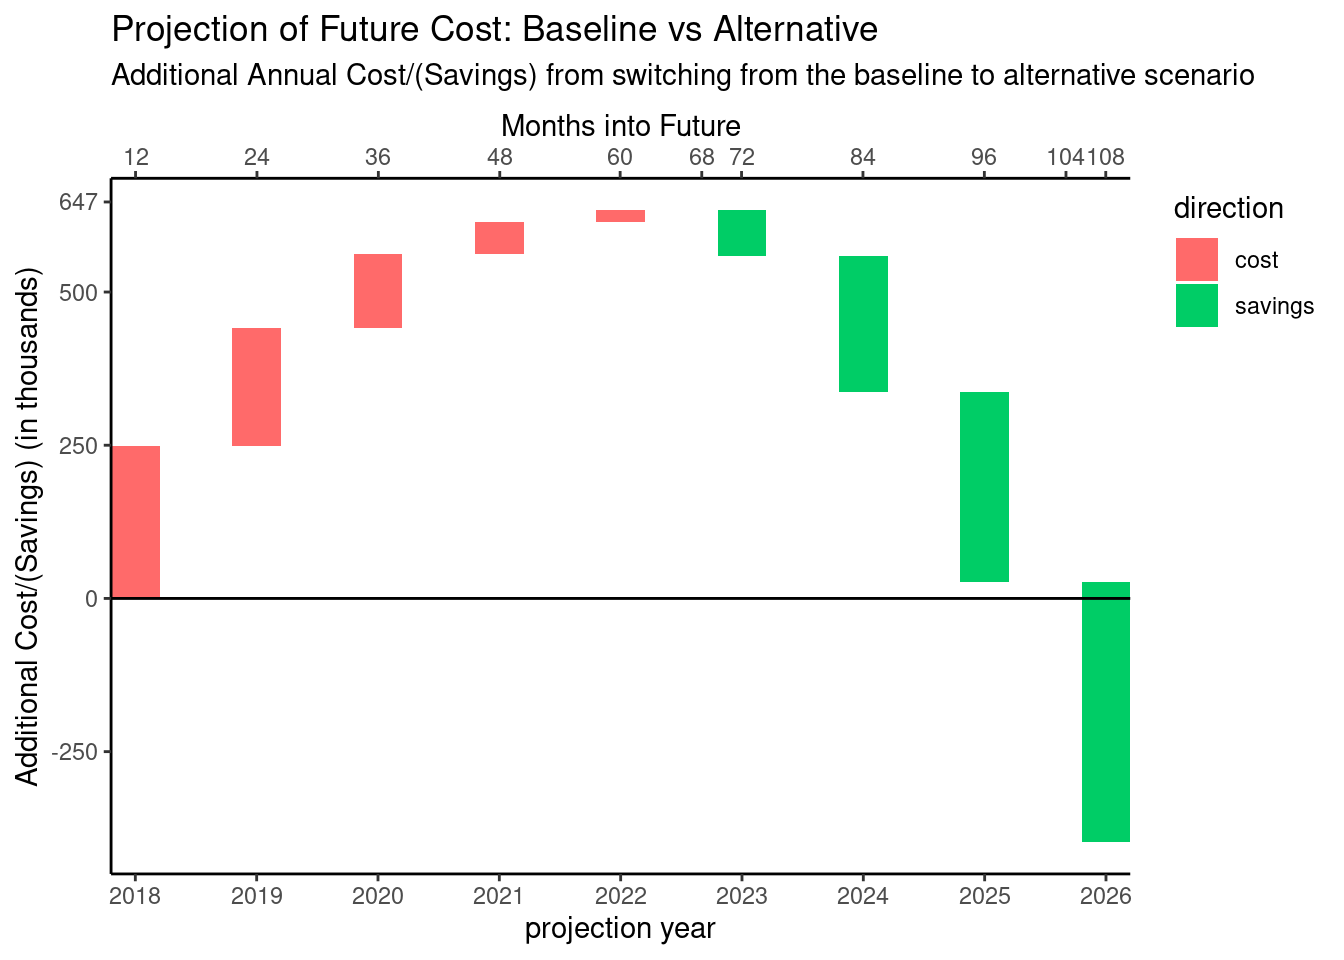 Projection of Future Cost: Baseline vs Alternative
Additional Annual Cost/(Savings) from switching from the baseline to alternative scenario
Months into Future
12 24 36 48 60 68 72 84 96 104 108
Additional Cost/(Savings) (in thousands)
647
500
250
0
-250
direction
cost
savings
2018 2019 2020 2021 2022 2023 2024 2025 2026
projection year